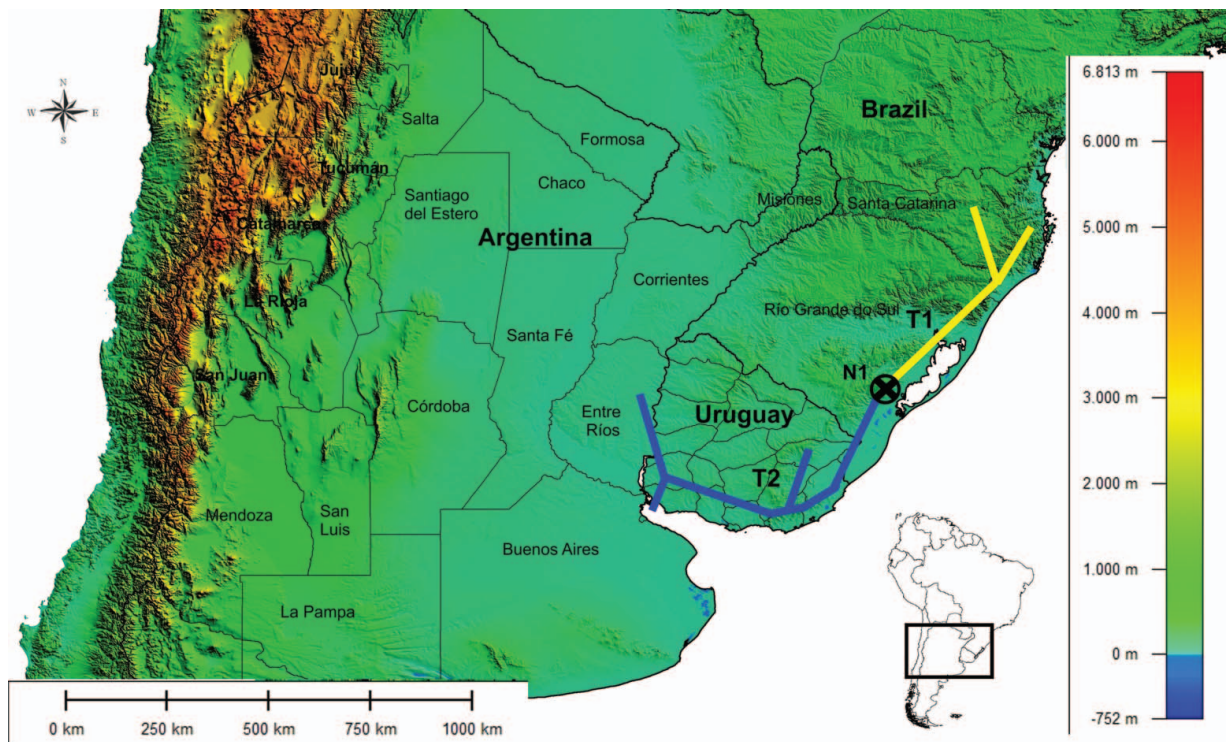 N
W E
S
Jujuy
Salta
Formosa
Brazil
Tucumán
Chaco
Santiago
del Estero
Misiones
Santa Catarina
Catamarca
Argentina
Corrientes
La Rioja
Río Grande do Sul
T1
Santa Fé
San Juan
N1
Córdoba
Entre
Ríos
Uruguay
T2
Mendoza
San
Luis
Buenos Aires
La Pampa
0 km 250 km 500 km 750 km 1000 km
6.813 m
6.000 m
5.000 m
4.000 m
3.000 m
2.000 m
1.000 m
0 m
-752 m